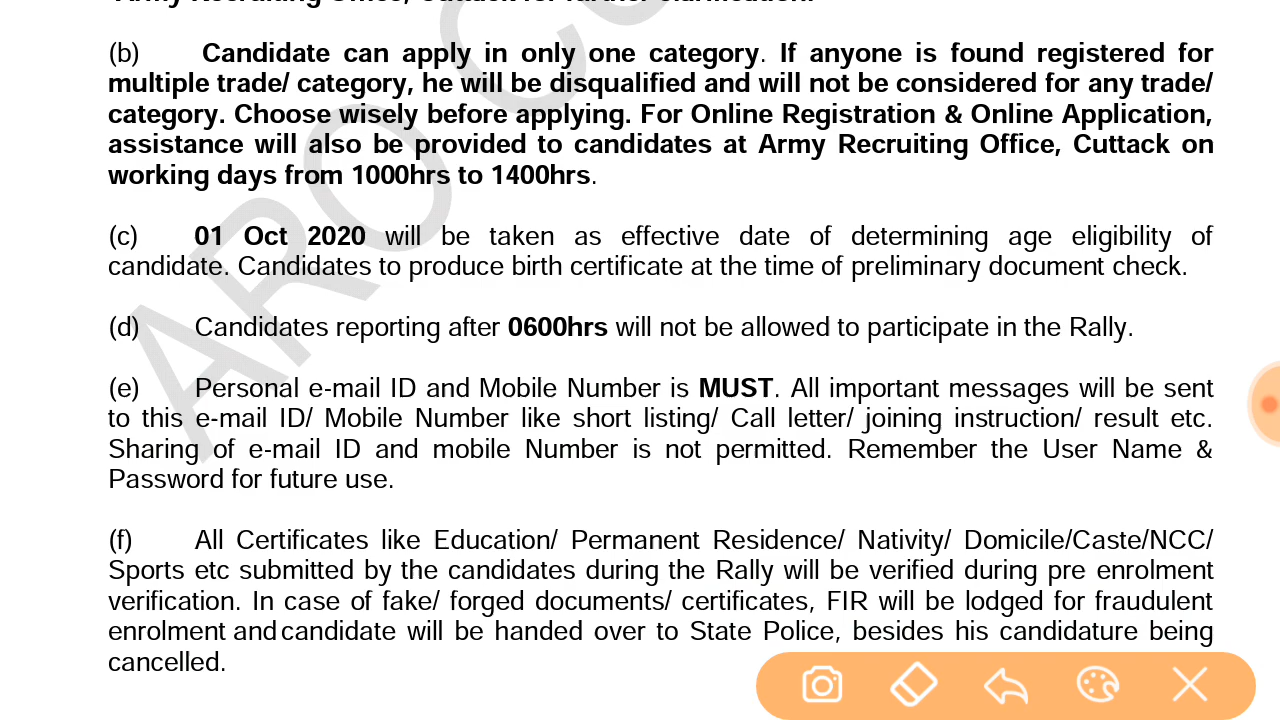 Army Recruiting Office, Cuttack for further clarification.
(b) Candidate can apply in only one category. If anyone is found registered for
multiple trade/ category, he will be disqualified and will not be considered for any trade/
category. Choose wisely before applying. For Online Registration & Online Application,
assistance will also be provided to candidates at Army Recruiting Office, Cuttack on
working days from 1000hrs to 1400hrs.
(c) 01 Oct 2020 will be taken as effective date of determining age eligibility of
candidate. Candidates to produce birth certificate at the time of preliminary document check.
(d) Candidates reporting after 0600hrs will not be allowed to participate in the Rally.
(e) Personal e-mail ID and Mobile Number is MUST. All important messages will be sent
to this e-mail ID/ Mobile Number like short listing/ Call letter/ joining instruction/ result etc.
Sharing of e-mail ID and mobile Number is not permitted. Remember the User Name &
Password for future use.
(f) All Certificates like Education/ Permanent Residence/ Nativity/ Domicile/Caste/NCC/
Sports etc submitted by the candidates during the Rally will be verified during pre enrolment
verification. In case of fake/ forged documents/ certificates, FIR will be lodged for fraudulent
enrolment and candidate will be handed over to State Police, besides his candidature being
cancelled.
ARO